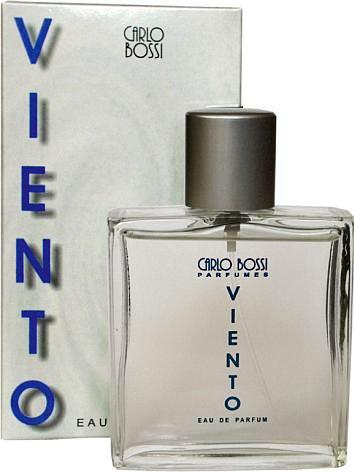 CARLO
BOSSI
VIENTO
EAU
CARLO BOSSI
PARFUMES
VIENTO
EAU DE PARFUM